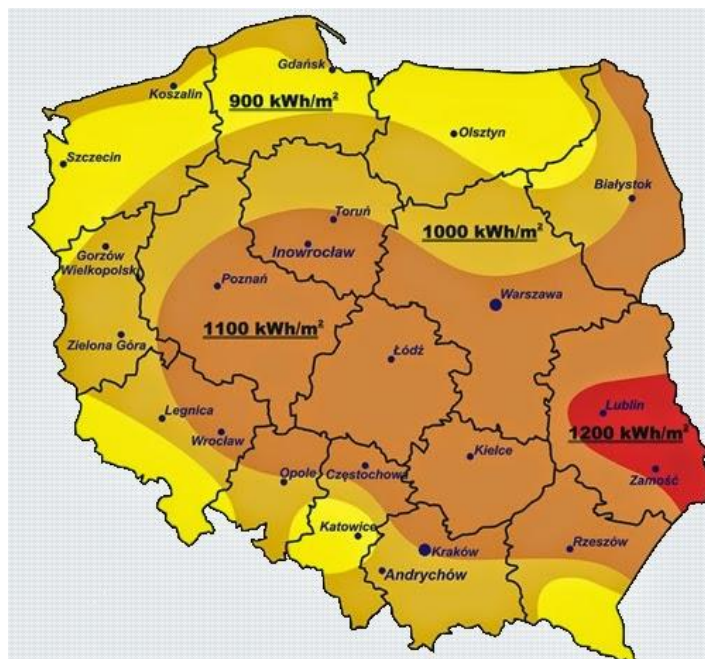 Gdańsk
Koszalin
900 kWh/m²
Olsztyn
Szczecin
Białystok
Toruń
1000 kWh/m²
Gorzów
Wielkopolski
Inowrocław
Poznań
Warszawa
1100 kWh/m²
Zielona Góra
Łódź
Legnica
Lublin
Wrocław
1200 kWh/m²
Kielce
Opole
Częstochowa
Zamość
Katowice
Kraków
Rzeszów
Andrychów